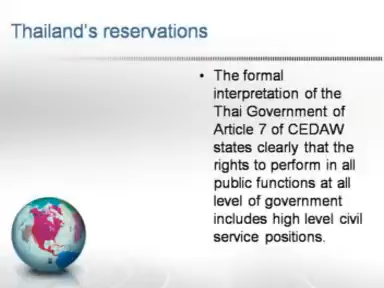 Thailand's reservations
• The formal
interpretation of the
Thai Government of
Article 7 of CEDAW
states clearly that the
rights to perform in all
public functions at all
level of government
includes high level civil
service positions.